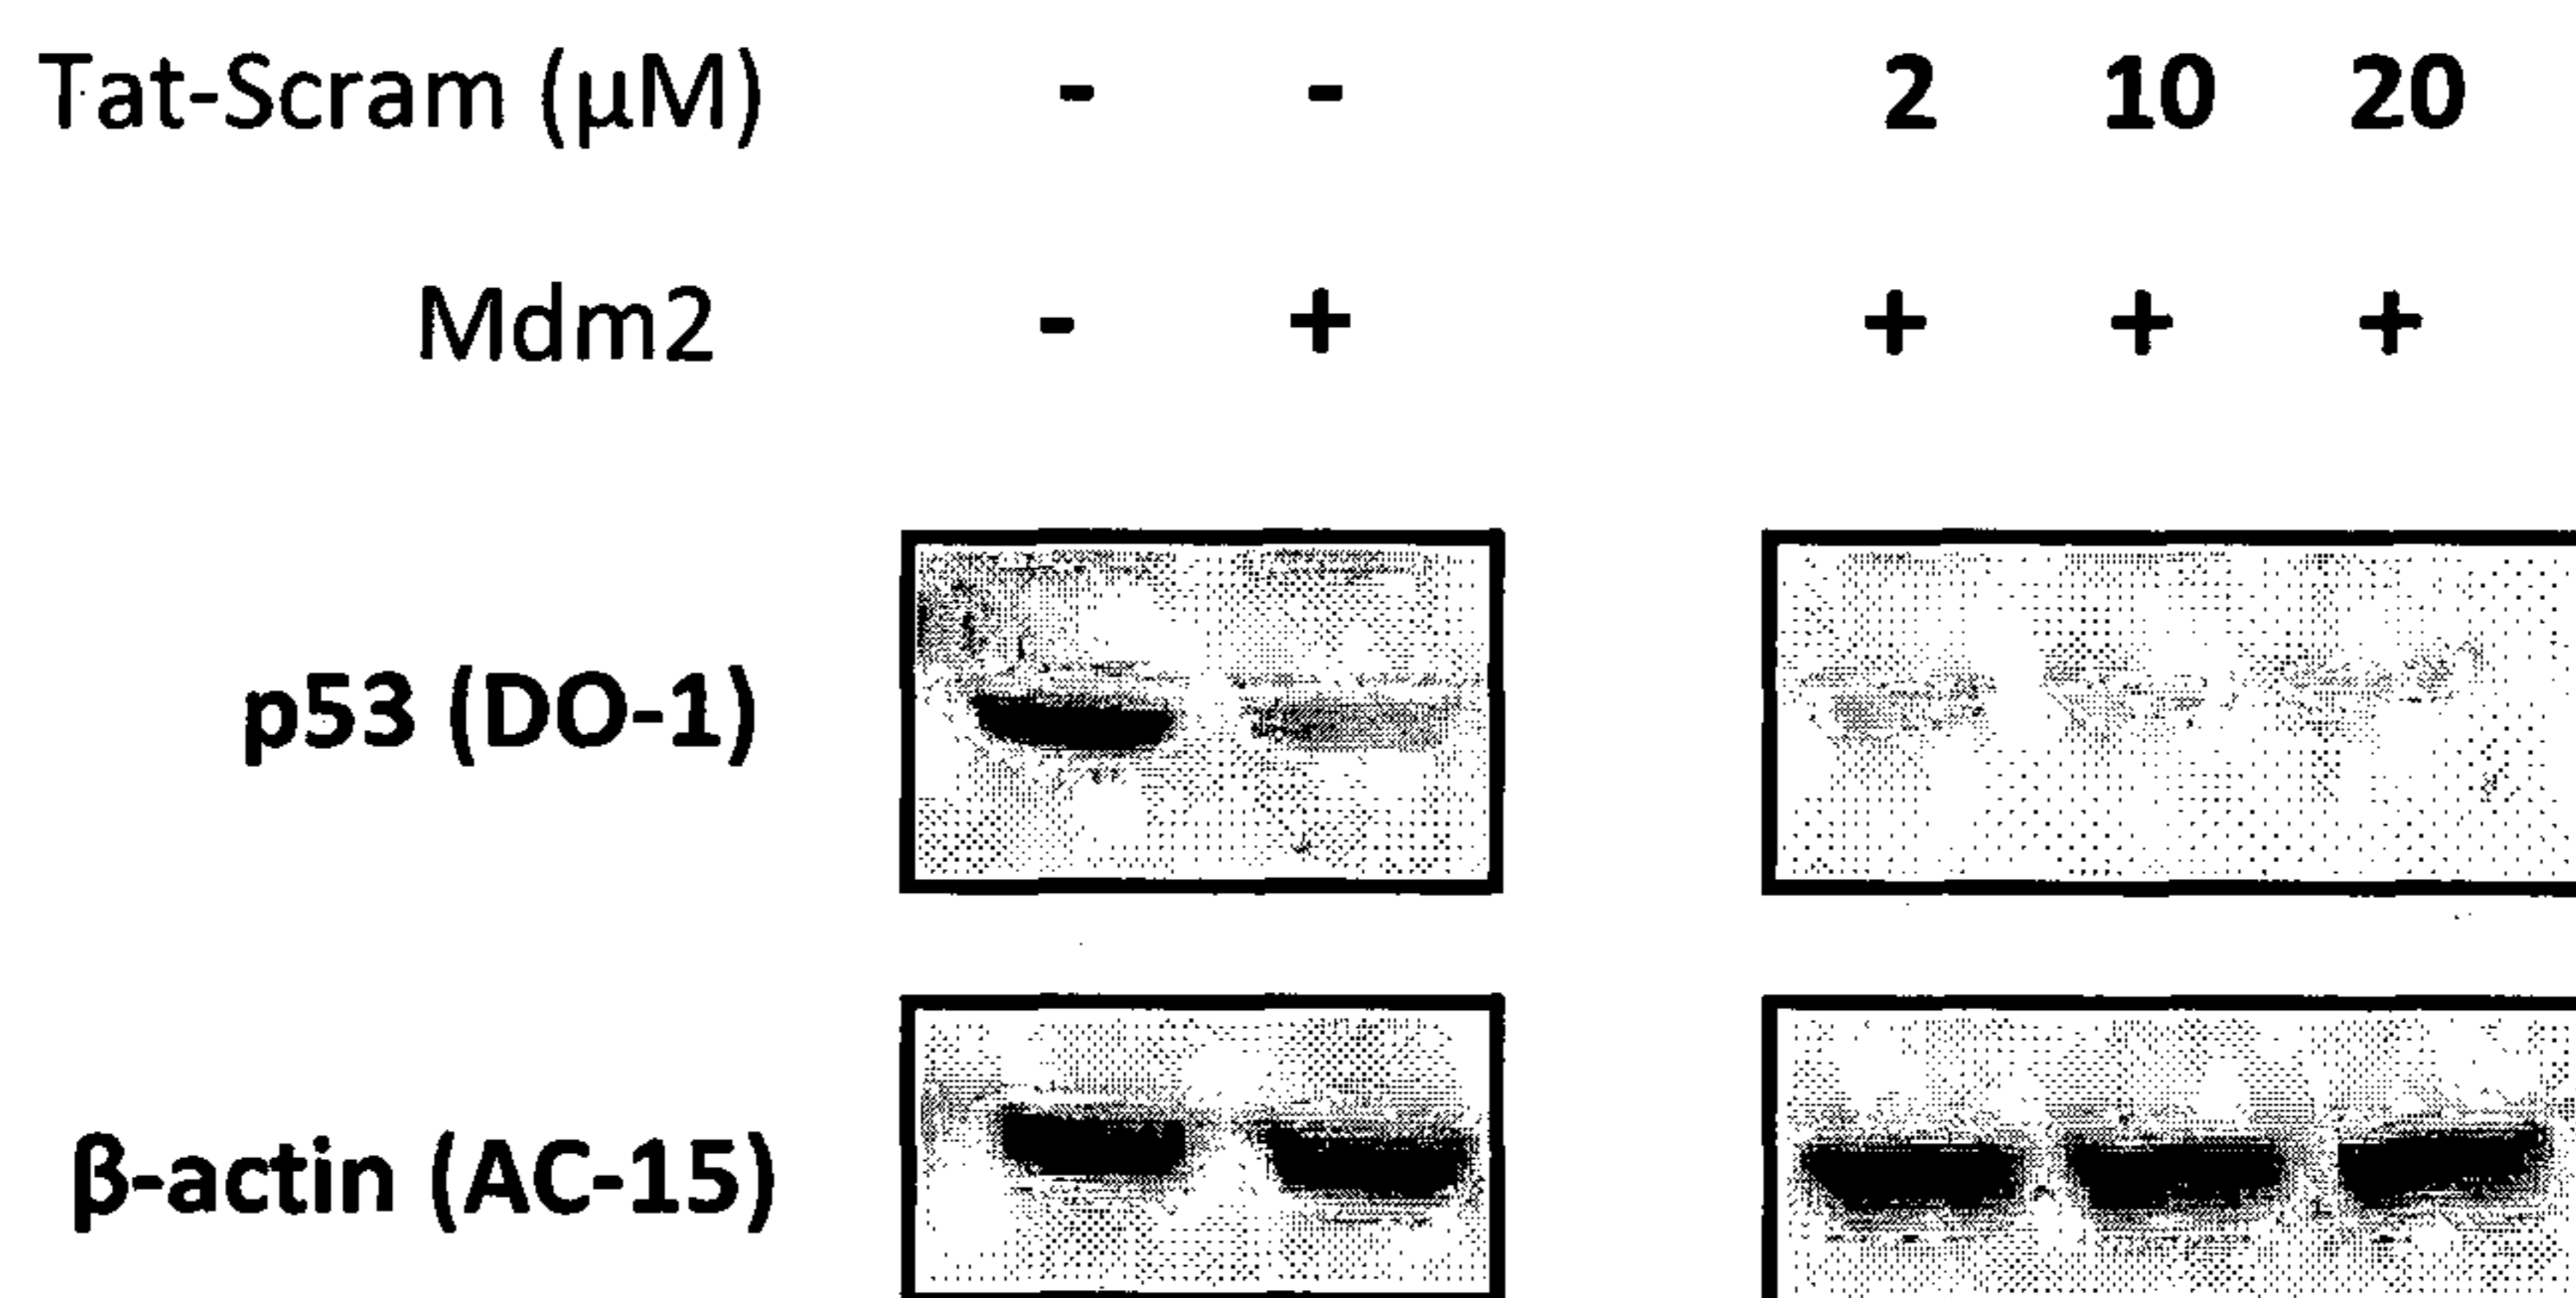 Tat-Scram (μM) - - 2 10 20
Mdm2 - + + + +
p53 (DO-1)
β-actin (AC-15)